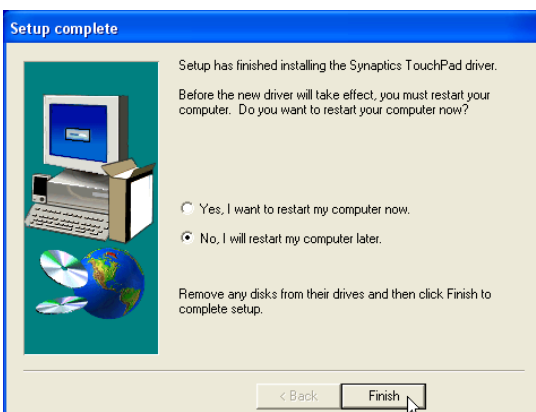 Setup complete
Setup has finished installing the Synaptics TouchPad driver.
Before the new driver will take effect, you must restart your
computer. Do you want to restart your computer now?
Yes, I want to restart my computer now.
No, I will restart my computer later.
Remove any disks from their drives and then click Finish to
complete setup.
< Back
Finish